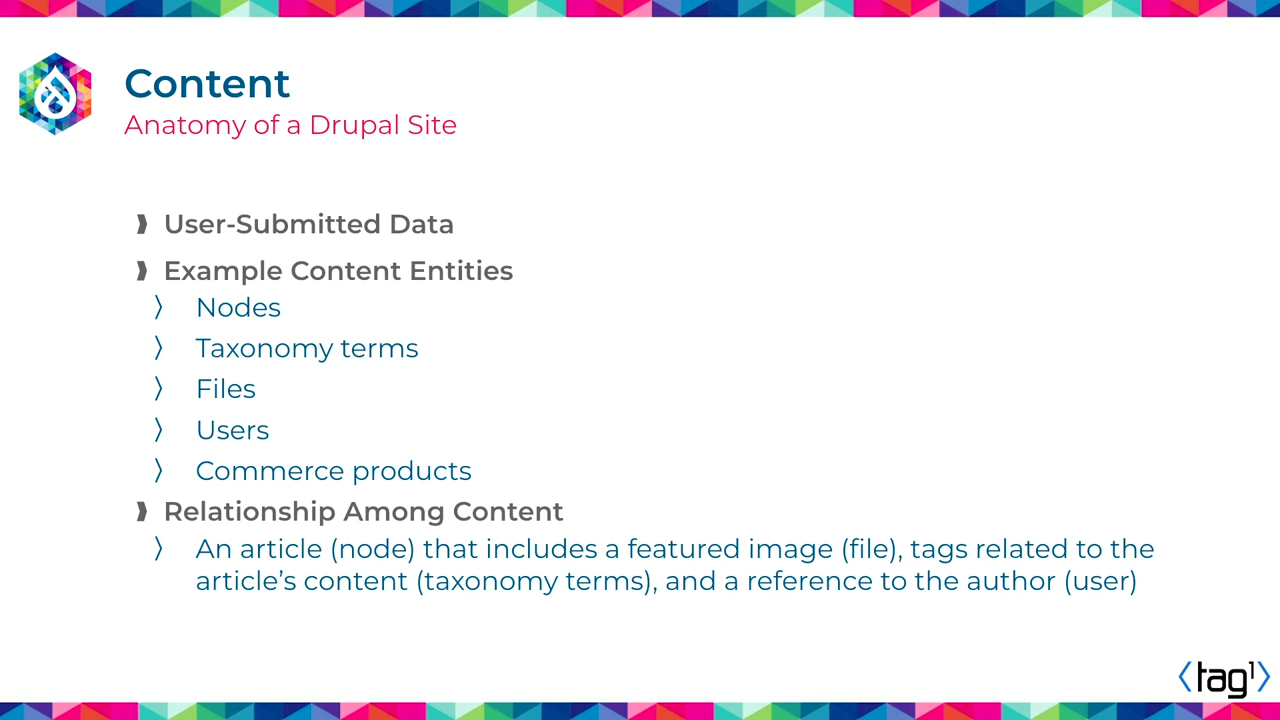 Content
Anatomy of a Drupal Site
User-Submitted Data
Example Content Entities
Nodes
Taxonomy terms
Files
Users
Commerce products
Relationship Among Content
An article (node) that includes a featured image (file), tags related to the
article’s content (taxonomy terms), and a reference to the author (user)
⟨tag1⟩